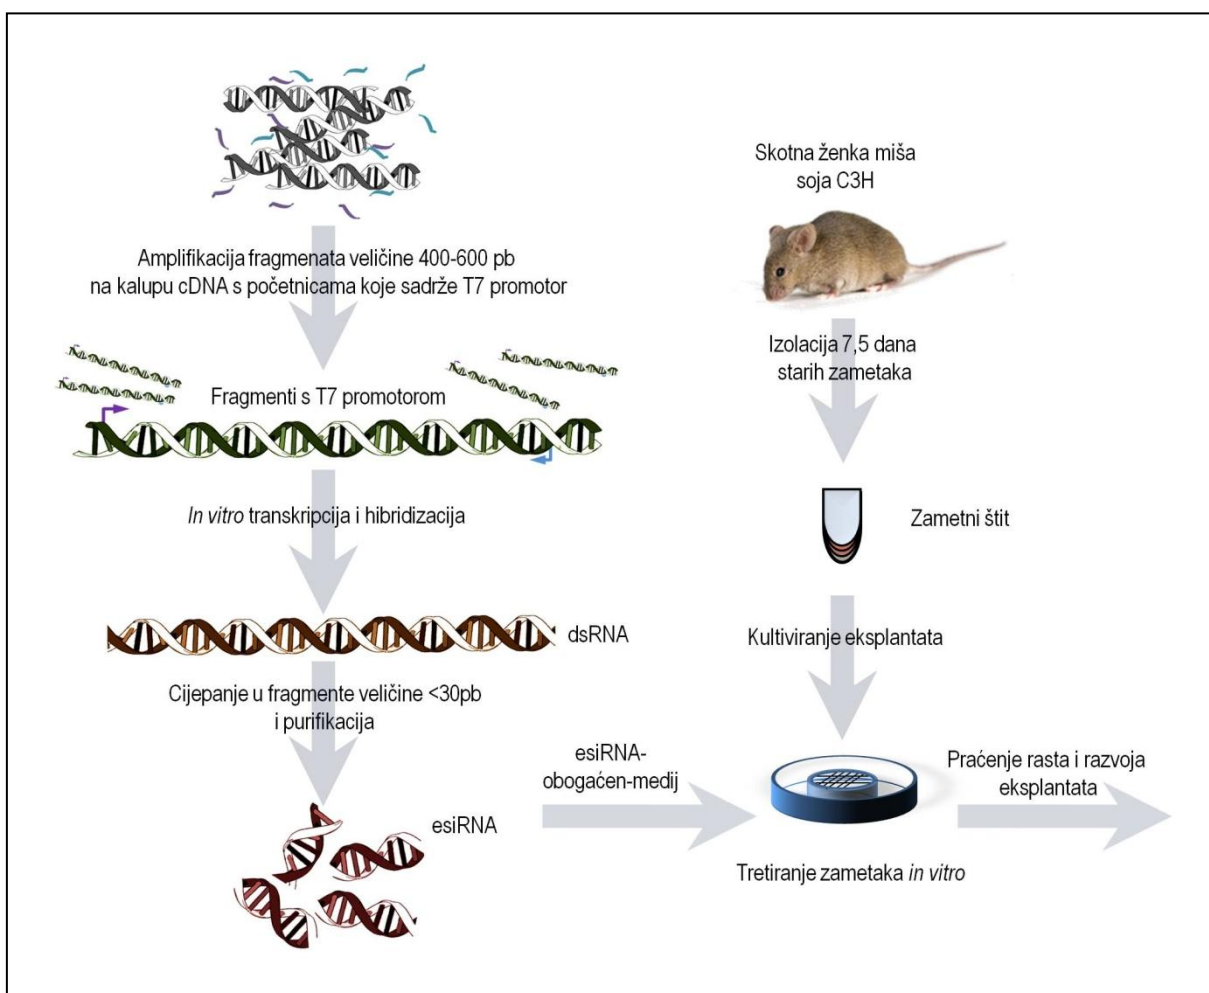 Amplifikacija fragmenata veličine 400-600 pb
na kalupu cDNA s početnicama koje sadrže T7 promotor
Fragmenti s T7 promotorom
In vitro transkripcija i hibridizacija
dsRNA
Cijepanje u fragmente veličine <30pb
i purifikacija
esiRNA
esiRNA-
obogaćen-medij
Skotna ženka miša
soja C3H
Izolacija 7,5 dana
starih zametaka
Zametni štit
Kultiviranje eksplantata
Tretiranje zametaka in vitro
Praćenje rasta i razvoja
eksplantata